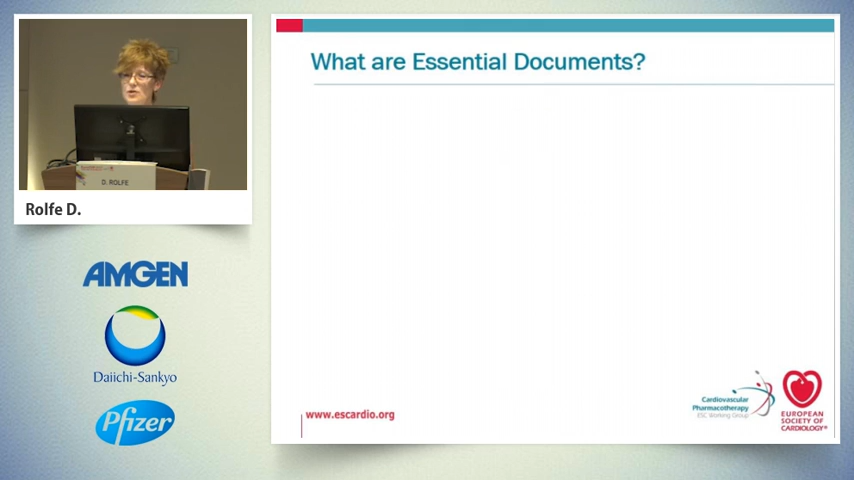 What are Essential Documents?
D. ROLFE
Rolfe D.
AMGEN
Daiichi-Sankyo
Pfizer
www.escardio.org
Cardiovascular
Pharmacotherapy
ESC Working Group
EUROPEAN
SOCIETY OF
CARDIOLOGY®